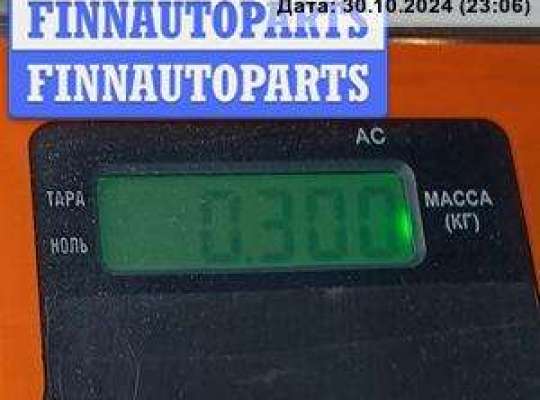 FINNAUTOPARTS
Дата: 30.10.2024 (23:06)
FINNAUTOPARTS
AC
ТАРА
0.300
МАССА
(КГ)
НОЛЬ